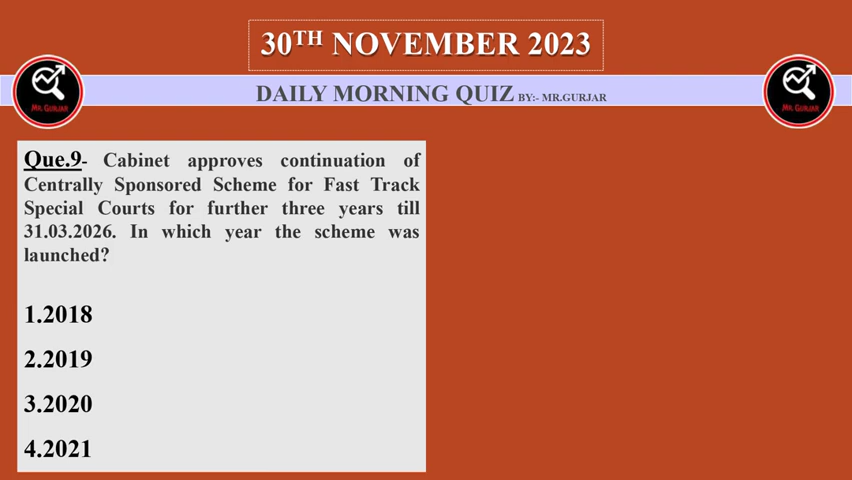 30TH NOVEMBER 2023
DAILY MORNING QUIZ BY:- MR.GURJAR
MR.GURJAR
MR.GURJAR
Que.9- Cabinet approves continuation of
Centrally Sponsored Scheme for Fast Track
Special Courts for further three years till
31.03.2026. In which year the scheme was
launched?
1.2018
2.2019
3.2020
4.2021